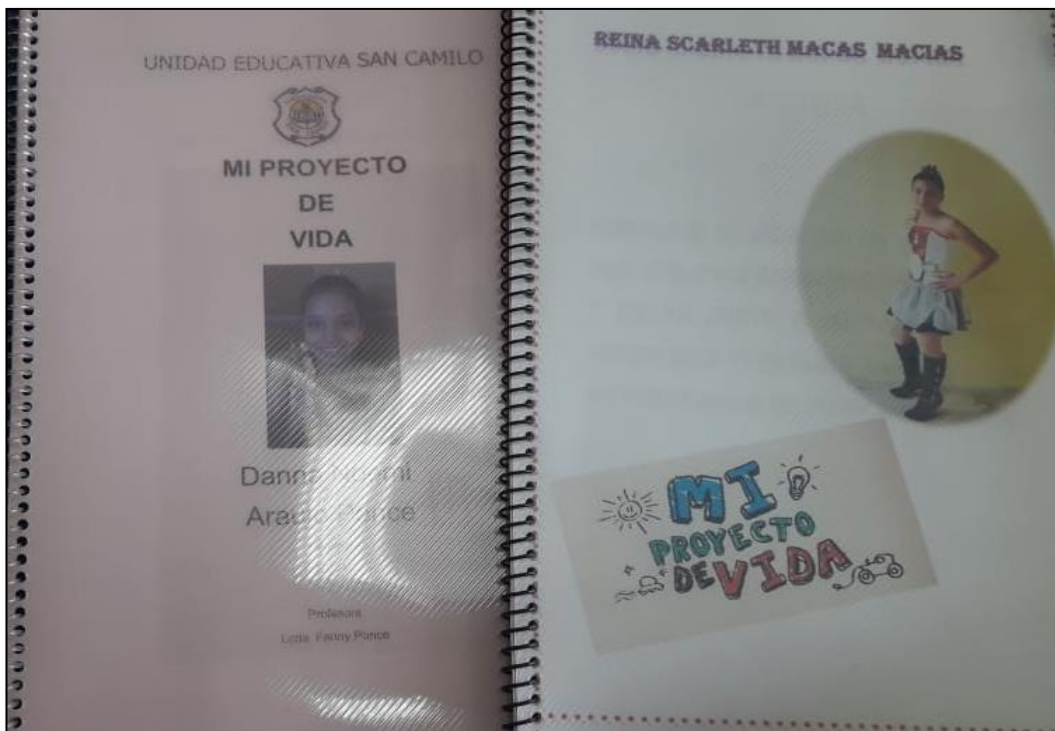 UNIDAD EDUCATIVA SAN CAMILO
MI PROYECTO
DE
VIDA
Danna
Ponce
Profesora
Fanny Ponce
REINA SCARLETH MACAS MACIAS
MI
PROYECTO
DE VIDA